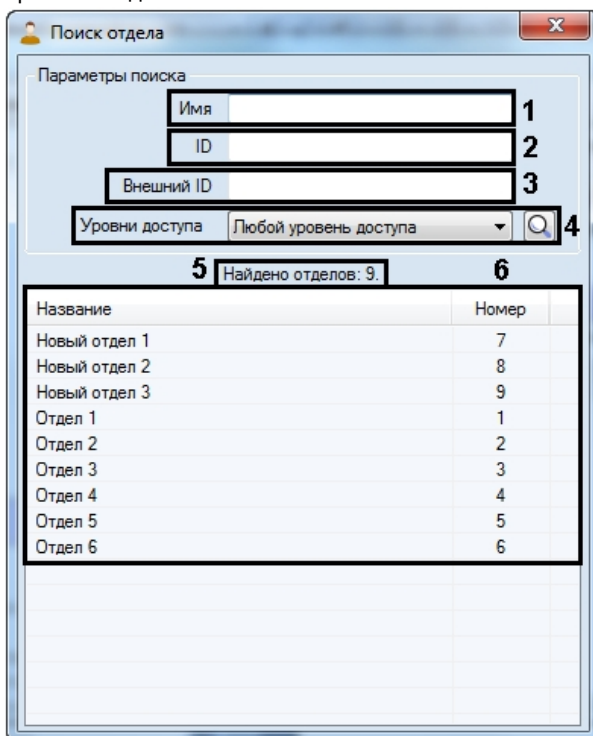 Поиск отдела
Параметры поиска
Имя 1
ID 2
Внешний ID 3
Уровни доступа Любой уровень доступа 4
5 Найдено отделов: 9. 6
Название Номер
Новый отдел 1 7
Новый отдел 2 8
Новый отдел 3 9
Отдел 1 1
Отдел 2 2
Отдел 3 3
Отдел 4 4
Отдел 5 5
Отдел 6 6